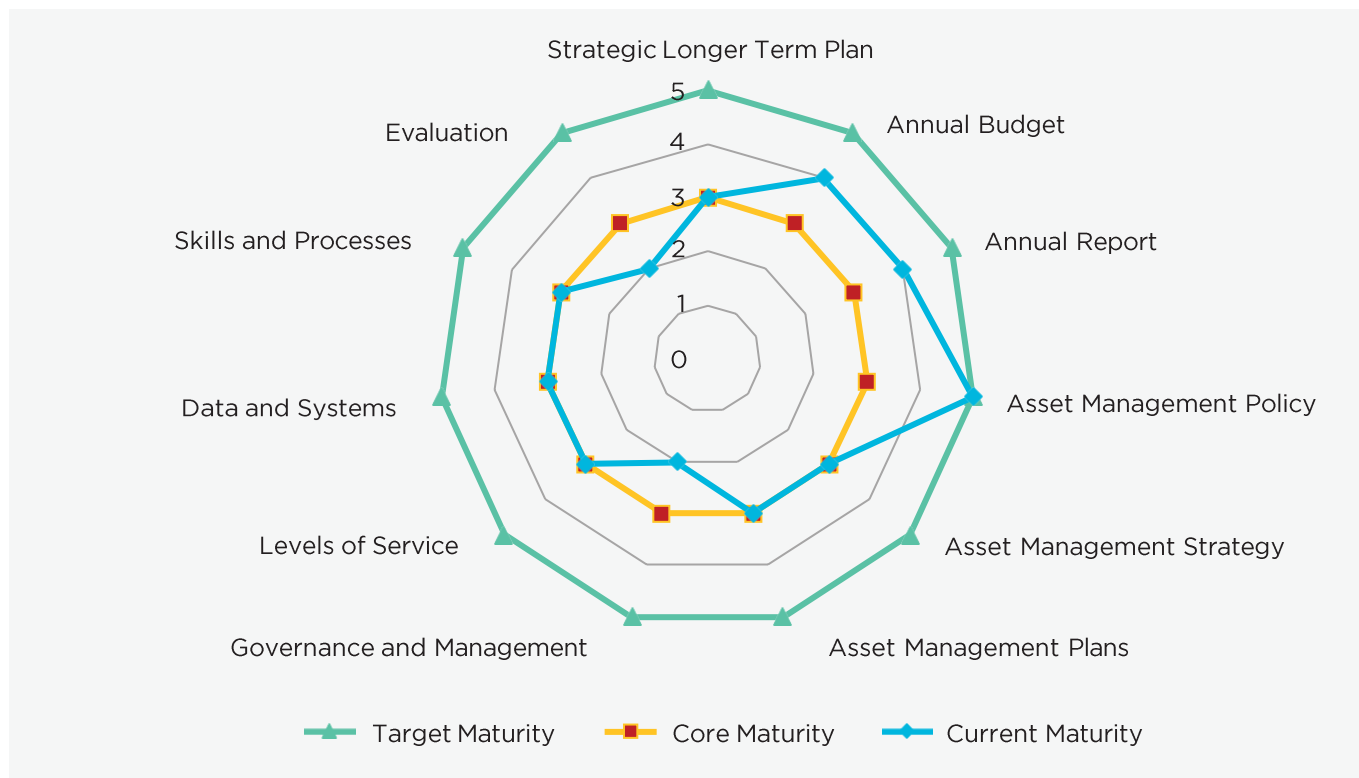 Strategic Longer Term Plan
5
Annual Budget
Evaluation
4
3
Skills and Processes
Annual Report
2
1
0
Data and Systems
Asset Management Policy
Levels of Service
Asset Management Strategy
Governance and Management
Asset Management Plans
Target Maturity
Core Maturity
Current Maturity